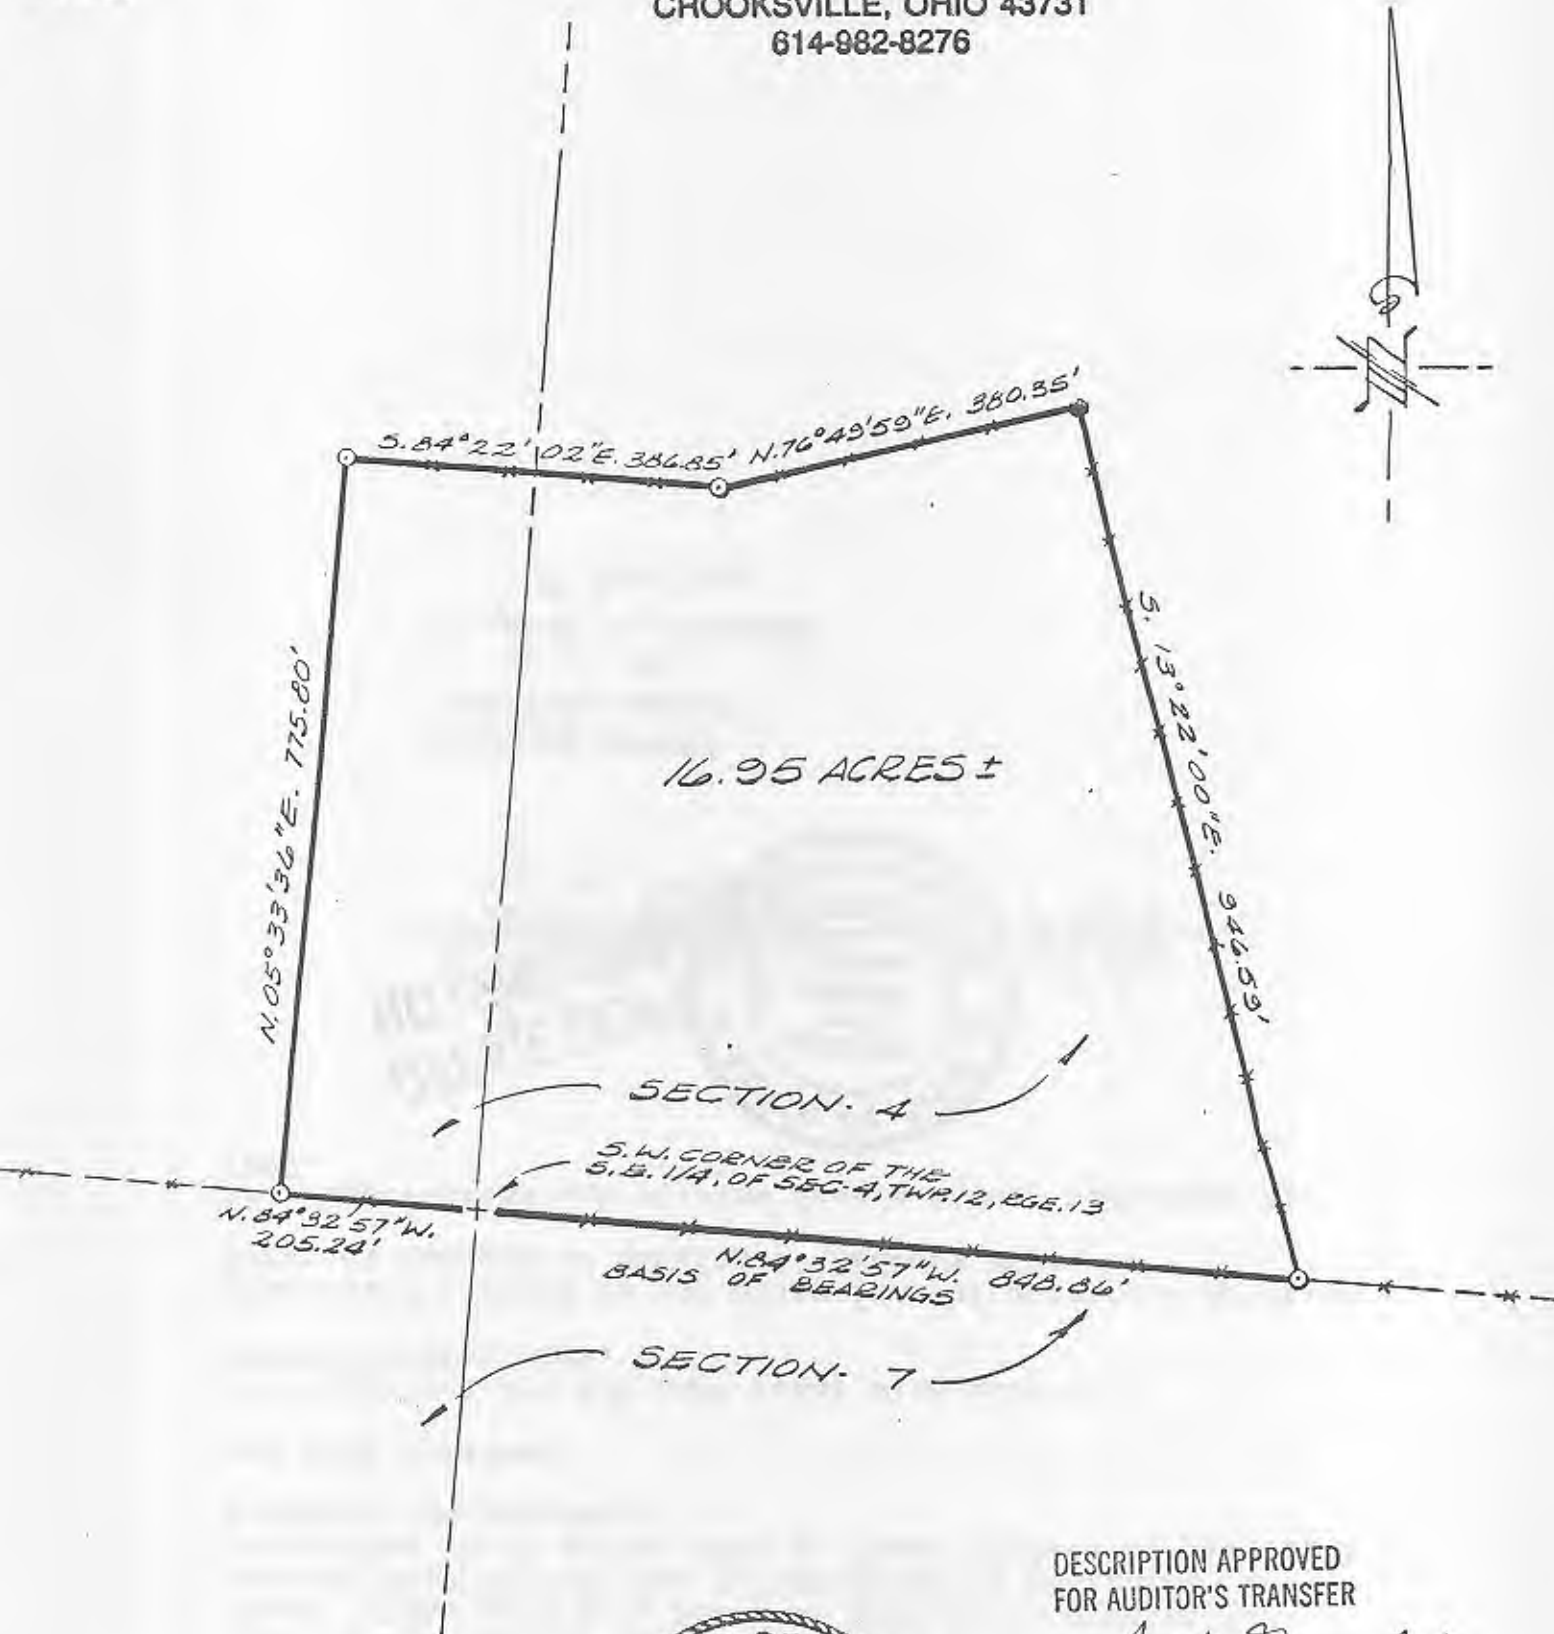 CROOKSVILLE, OHIO 43731
614-982-8276
S. 84° 22' 02" E. 386.85'
N. 76° 49' 59" E. 380.35'
N. 05° 33' 36" E. 775.80'
S. 13° 22' 00" E. 946.59'
16.95 ACRES ±
SECTION. 4
S.W. CORNER OF THE
S.E. 1/4, OF SEC-4, TWP. 12, RGE. 13
N. 84° 32' 57" W.
205.24'
N. 84° 32' 57" W. 848.86'
BASIS OF BEARINGS
SECTION. 7
DESCRIPTION APPROVED
FOR AUDITOR'S TRANSFER